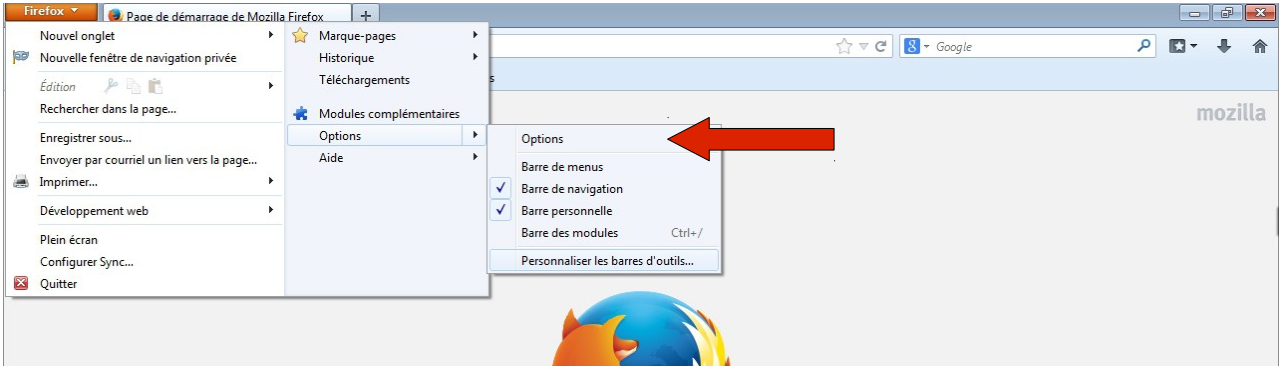 Firefox
Page de démarrage de Mozilla Firefox
+
Nouvel onglet
Nouvelle fenêtre de navigation privée
Édition
Rechercher dans la page...
Enregistrer sous...
Envoyer par courriel un lien vers la page...
Imprimer...
Développement web
Plein écran
Configurer Sync...
Quitter
Marque-pages
Historique
Téléchargements
Modules complémentaires
Options
Aide
Options
Barre de menus
Barre de navigation
Barre personnelle
Barre des modules Ctrl+/
Personnaliser les barres d'outils...
8 Google
s
mozilla